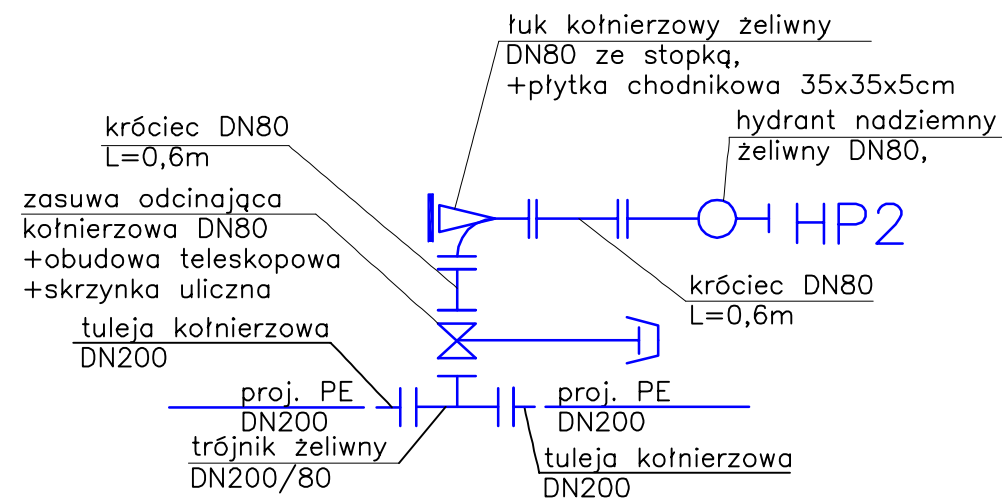 łuk kołnierzowy żeliwny
DN80 ze stopką,
+płytka chodnikowa 35x35x5cm
króciec DN80
L=0,6m
hydrant nadziemny
żeliwny DN80,
zasuwa odcinająca
kołnierzowa DN80
+obudowa teleskopowa
+skrzynka uliczna
HP2
króciec DN80
L=0,6m
tuleja kołnierzowa
DN200
proj. PE
DN200
proj. PE
DN200
trójnik żeliwny
DN200/80
tuleja kołnierzowa
DN200